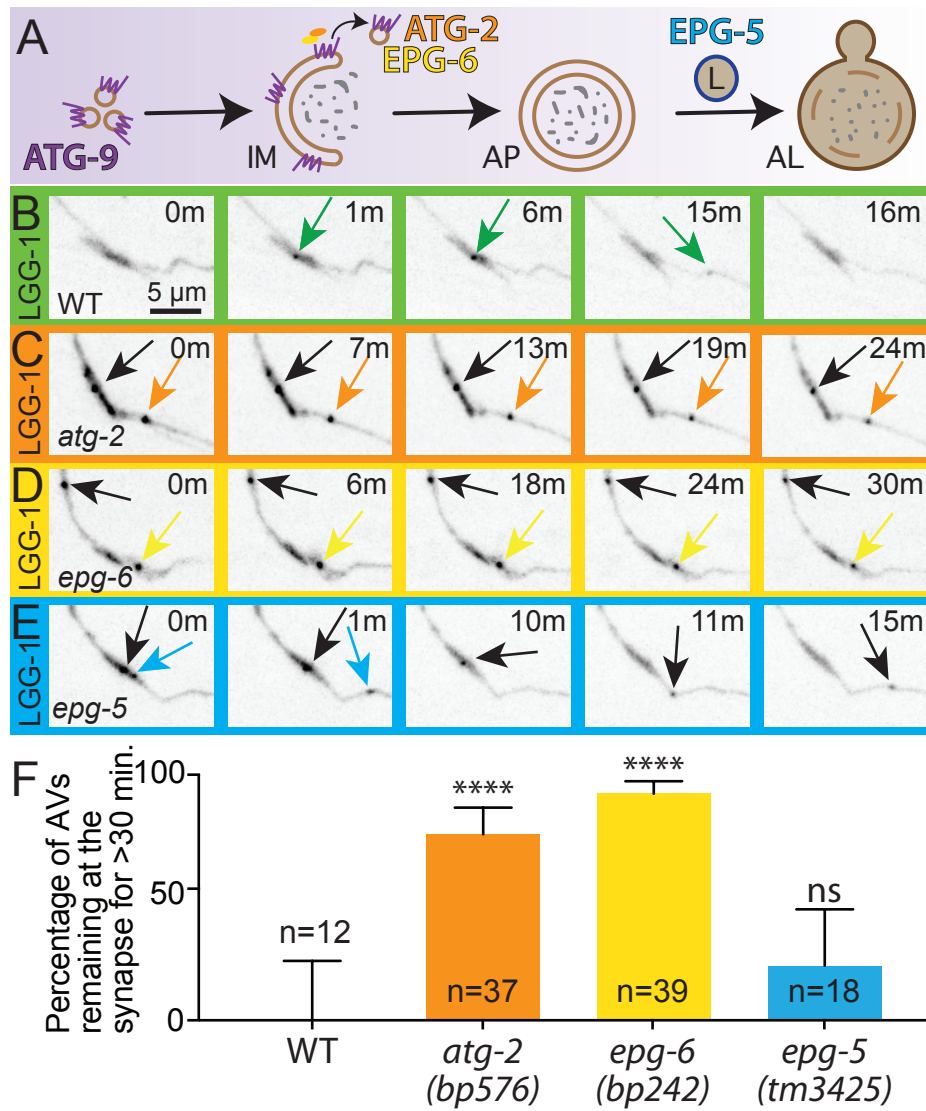 A
ATG-2
EPG-6
EPG-5
L
ATG-9
IM
AP
AL
B
LGG-1
WT
0m
5 µm
1m
6m
15m
16m
C
LGG-1
atg-2
0m
7m
13m
19m
24m
D
LGG-1
epg-6
0m
6m
18m
24m
30m
E
LGG-1
epg-5
0m
1m
10m
11m
15m
F
Percentage of AVs
remaining at the
synapse for >30 min.
100
50
0
****
****
ns
n=12
n=37
n=39
n=18
WT
atg-2
(bp576)
epg-6
(bp242)
epg-5
(tm3425)